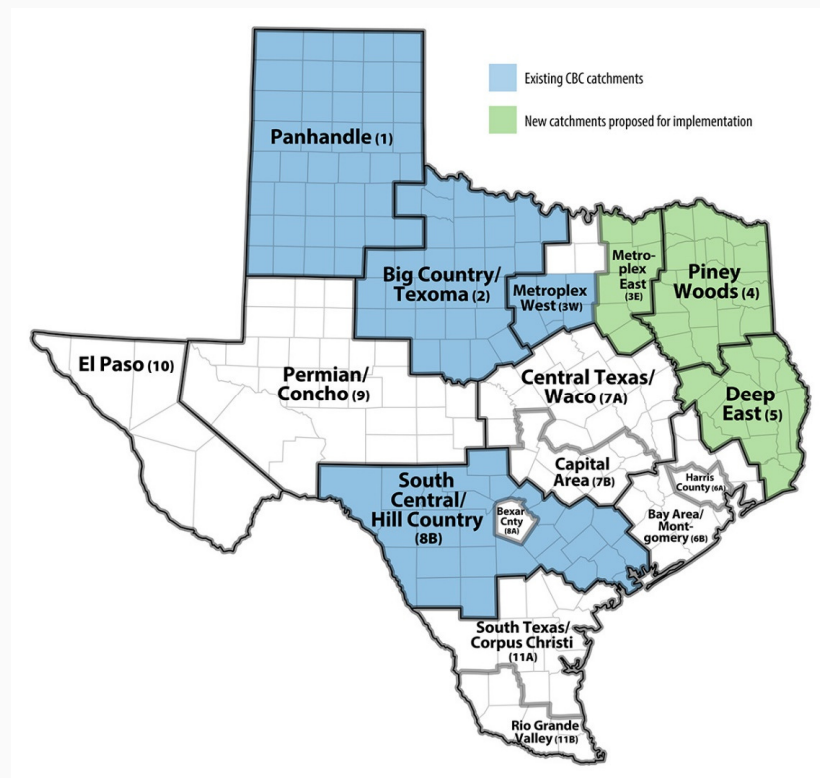 Existing CBC catchments
New catchments proposed for implementation
Panhandle (1)
Big Country/
Texoma (2)
Metroplex
West (3W)
Metro-
plex
East
(3E)
Piney
Woods (4)
El Paso (10)
Permian/
Concho (9)
Central Texas/
Waco (7A)
Deep
East (5)
Capital
Area (7B)
South
Central/
Hill Country
(8B)
Bexar
Cnty
(8A)
Harris
County (6A)
Bay Area/
Mont-
gomery (6B)
South Texas/
Corpus Christi
(11A)
Rio Grande
Valley (11B)